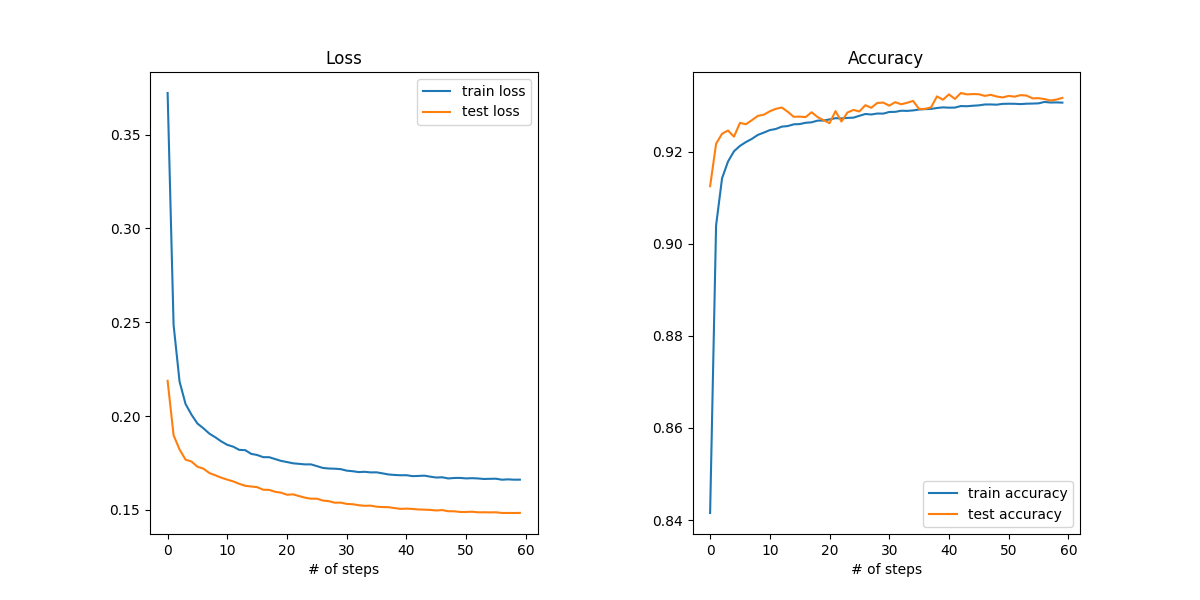 Loss
train loss
test loss
0.35
0.30
0.25
0.20
0.15
0 10 20 30 40 50 60
# of steps
Accuracy
0.92
0.90
0.88
0.86
0.84
train accuracy
test accuracy
0 10 20 30 40 50 60
# of steps